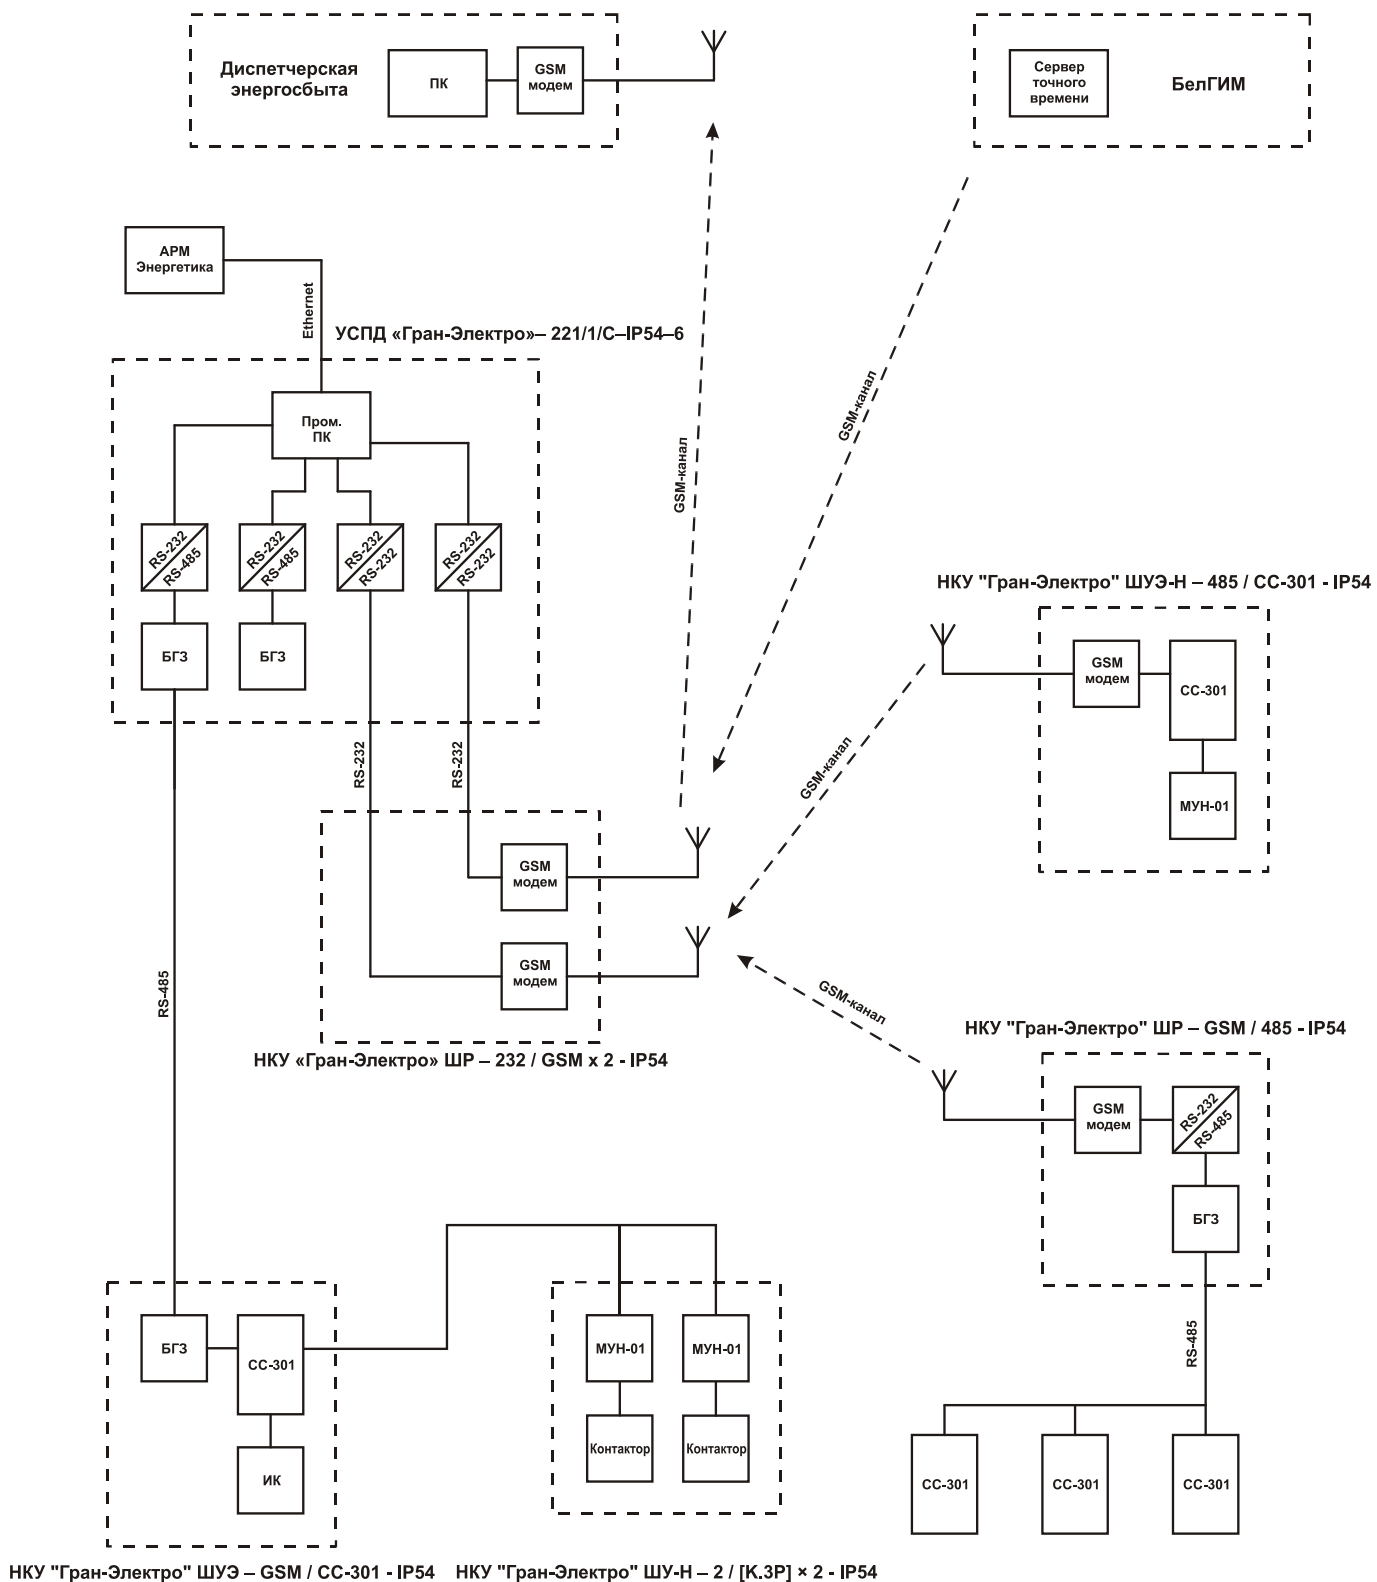 Диспетчерская
энергосбыта
ПК
GSM
модем
Сервер
точного
времени
БелГИМ
АРМ
Энергетика
Ethernet
УСПД «Гран-Электро»– 221/1/С–IP54–6
Пром.
ПК
RS-232
RS-485
RS-232
RS-485
RS-232
RS-232
RS-232
RS-232
БГЗ
БГЗ
GSM-канал
GSM-канал
НКУ "Гран-Электро" ШУЭ-Н – 485 / СС-301 - IP54
GSM
модем
СС-301
МУН-01
GSM-канал
RS-232
RS-232
GSM
модем
GSM
модем
НКУ «Гран-Электро» ШР – 232 / GSM x 2 - IP54
RS-485
GSM-канал
НКУ "Гран-Электро" ШР – GSM / 485 - IP54
GSM
модем
RS-232
RS-485
БГЗ
RS-485
СС-301
СС-301
СС-301
БГЗ
СС-301
ИК
МУН-01
МУН-01
Контактор
Контактор
НКУ "Гран-Электро" ШУЭ – GSM / СС-301 - IP54
НКУ "Гран-Электро" ШУ-Н – 2 / [К.3Р] × 2 - IP54